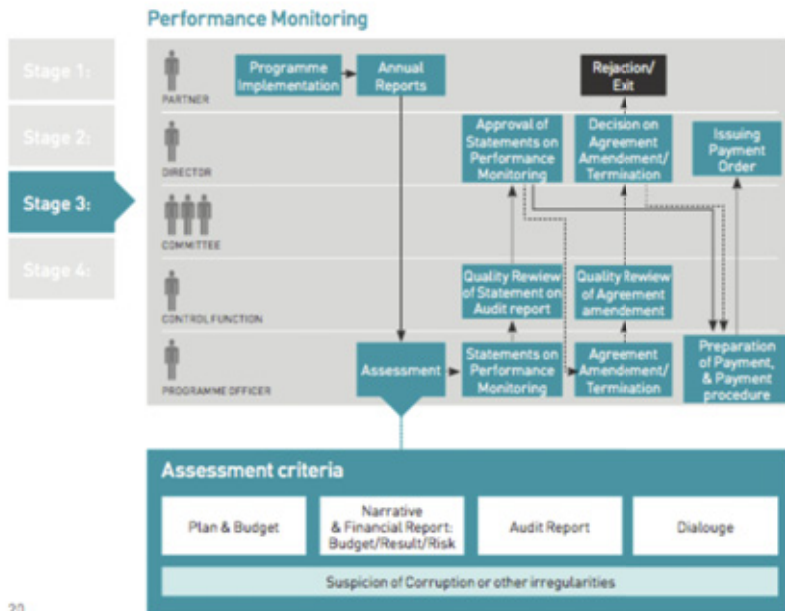 Performance Monitoring
Stage 1:
Stage 2:
Stage 3:
Stage 4:
PARTNER
Programme
Implementation
Annual
Reports
Rejection/
Exit
DIRECTOR
Approval of
Statements on
Performance
Monitoring
Decision on
Agreement
Amendment/
Termination
Issuing
Payment
Order
COMMITTEE
CONTROL FUNCTION
Quality Rewiew
of Statement on
Audit report
Quality Rewiew
of Agreement
amendement
PROGRAMME OFFICER
Assessment
Statements on
Performance
Monitoring
Agreement
Amendement/
Termination
Preparation
of Payment,
& Payment
procedure
Assessment criteria
Plan & Budget
Narrative
& Financial Report:
Budget/Result/Risk
Audit Report
Dialouge
Suspicion of Corruption or other irregularities
20